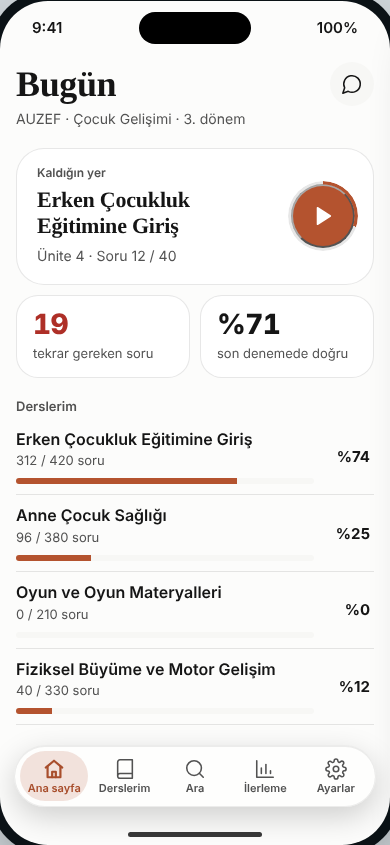 9:41
100%
Bugün
AUZEF · Çocuk Gelişimi · 3. dönem
Kaldığın yer
Erken Çocukluk
Eğitimine Giriş
Ünite 4 · Soru 12 / 40
19
tekrar gereken soru
%71
son denemede doğru
Derslerim
Erken Çocukluk Eğitimine Giriş
312 / 420 soru
%74
Anne Çocuk Sağlığı
96 / 380 soru
%25
Oyun ve Oyun Materyalleri
0 / 210 soru
%0
Fiziksel Büyüme ve Motor Gelişim
40 / 330 soru
%12
Ana sayfa
Derslerim
Ara
İlerleme
Ayarlar